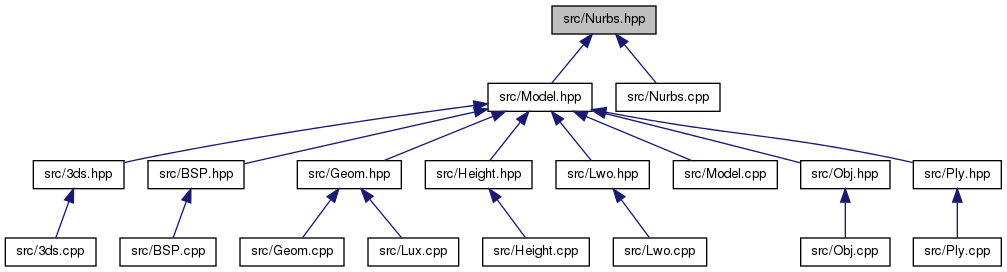 src/Nurbs.hpp
src/Model.hpp
src/Nurbs.cpp
src/3ds.hpp
src/BSP.hpp
src/Geom.hpp
src/Height.hpp
src/Lwo.hpp
src/Model.cpp
src/Obj.hpp
src/Ply.hpp
src/3ds.cpp
src/BSP.cpp
src/Geom.cpp
src/Lux.cpp
src/Height.cpp
src/Lwo.cpp
src/Obj.cpp
src/Ply.cpp